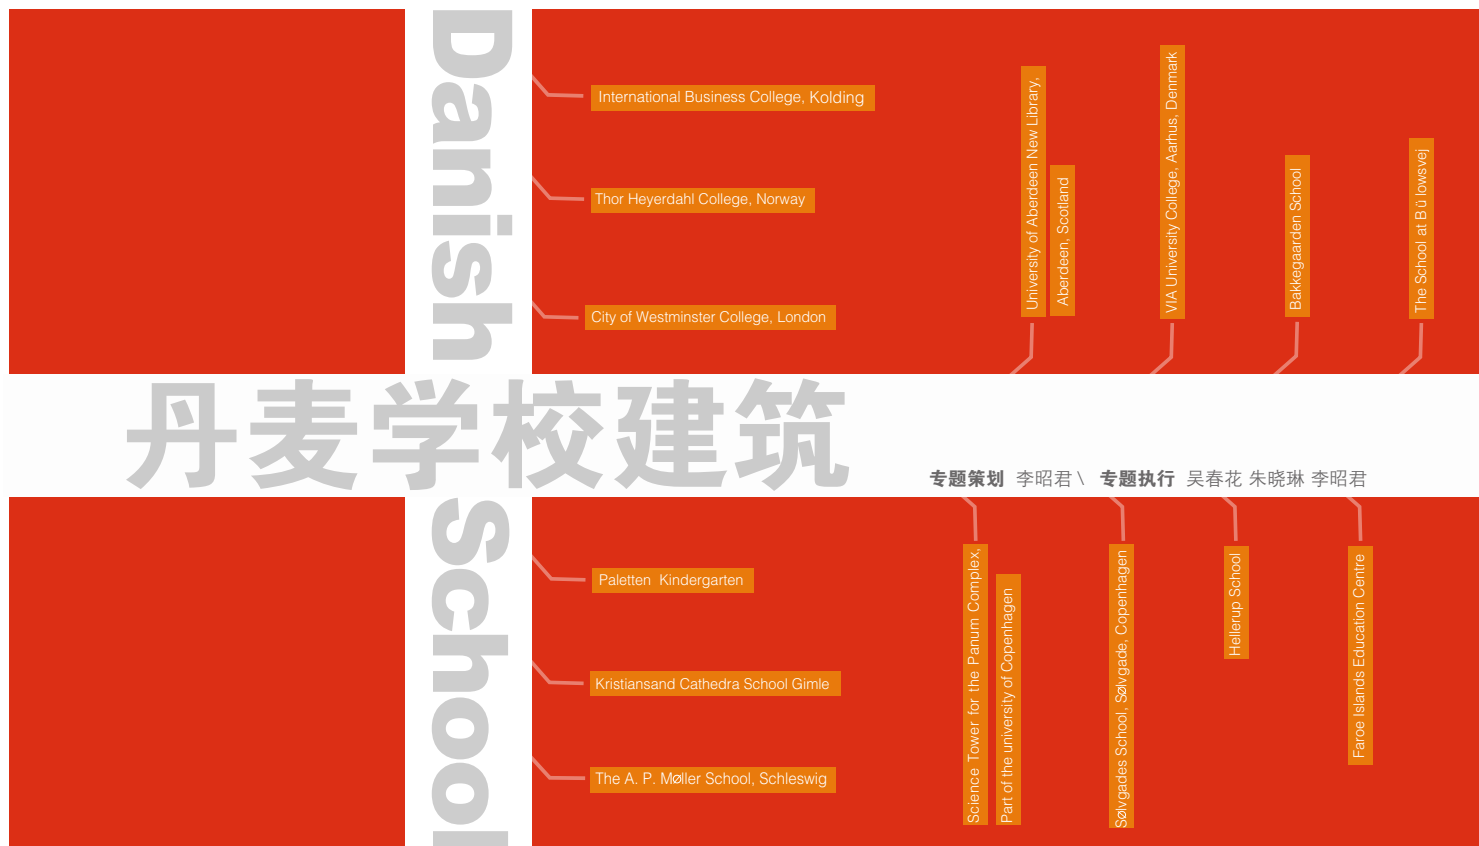 Danish
School
丹麦学校建筑
专题策划 李昭君 \ 专题执行 吴春花 朱晓琳 李昭君
International Business College, Kolding
Thor Heyerdahl College, Norway
City of Westminster College, London
University of Aberdeen New Library,
Aberdeen, Scotland
VIA University College, Aarhus, Denmark
Bakkegaarden School
The School at Bü lowsvej
Paletten Kindergarten
Kristiansand Cathedra School Gimle
The A. P. Møller School, Schleswig
Science Tower for the Panum Complex,
Part of the university of Copenhagen
Sølvgades School, Sølvgade, Copenhagen
Hellerup School
Faroe Islands Education Centre